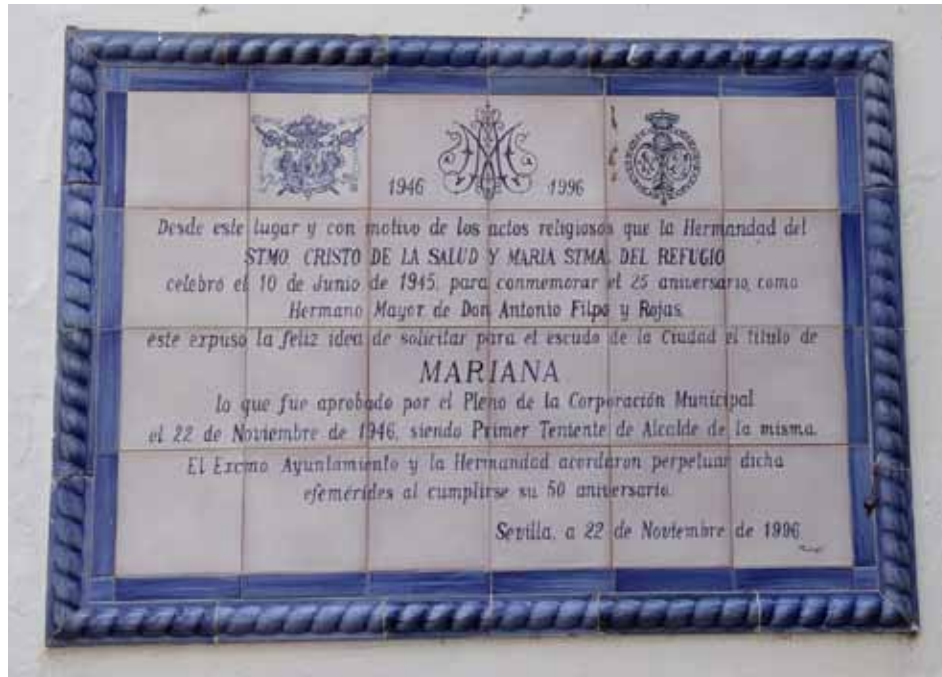 1946 1996
Desde este lugar y con motivo de los actos religiosos que la Hermandad del
STMO. CRISTO DE LA SALUD Y MARIA STMA. DEL REFUGIO
celebró el 10 de Junio de 1945, para conmemorar el 25 aniversario como
Hermano Mayor de Don Antonio Filpo y Rojas,
éste expuso la feliz idea de solicitar para el escudo de la Ciudad el título de
MARIANA
lo que fue aprobado por el Pleno de la Corporación Municipal
el 22 de Noviembre de 1946, siendo Primer Teniente de Alcalde de la misma.
El Excmo Ayuntamiento y la Hermandad acordaron perpetuar dicha
efemérides al cumplirse su 50 aniversario.
Sevilla, a 22 de Noviembre de 1996